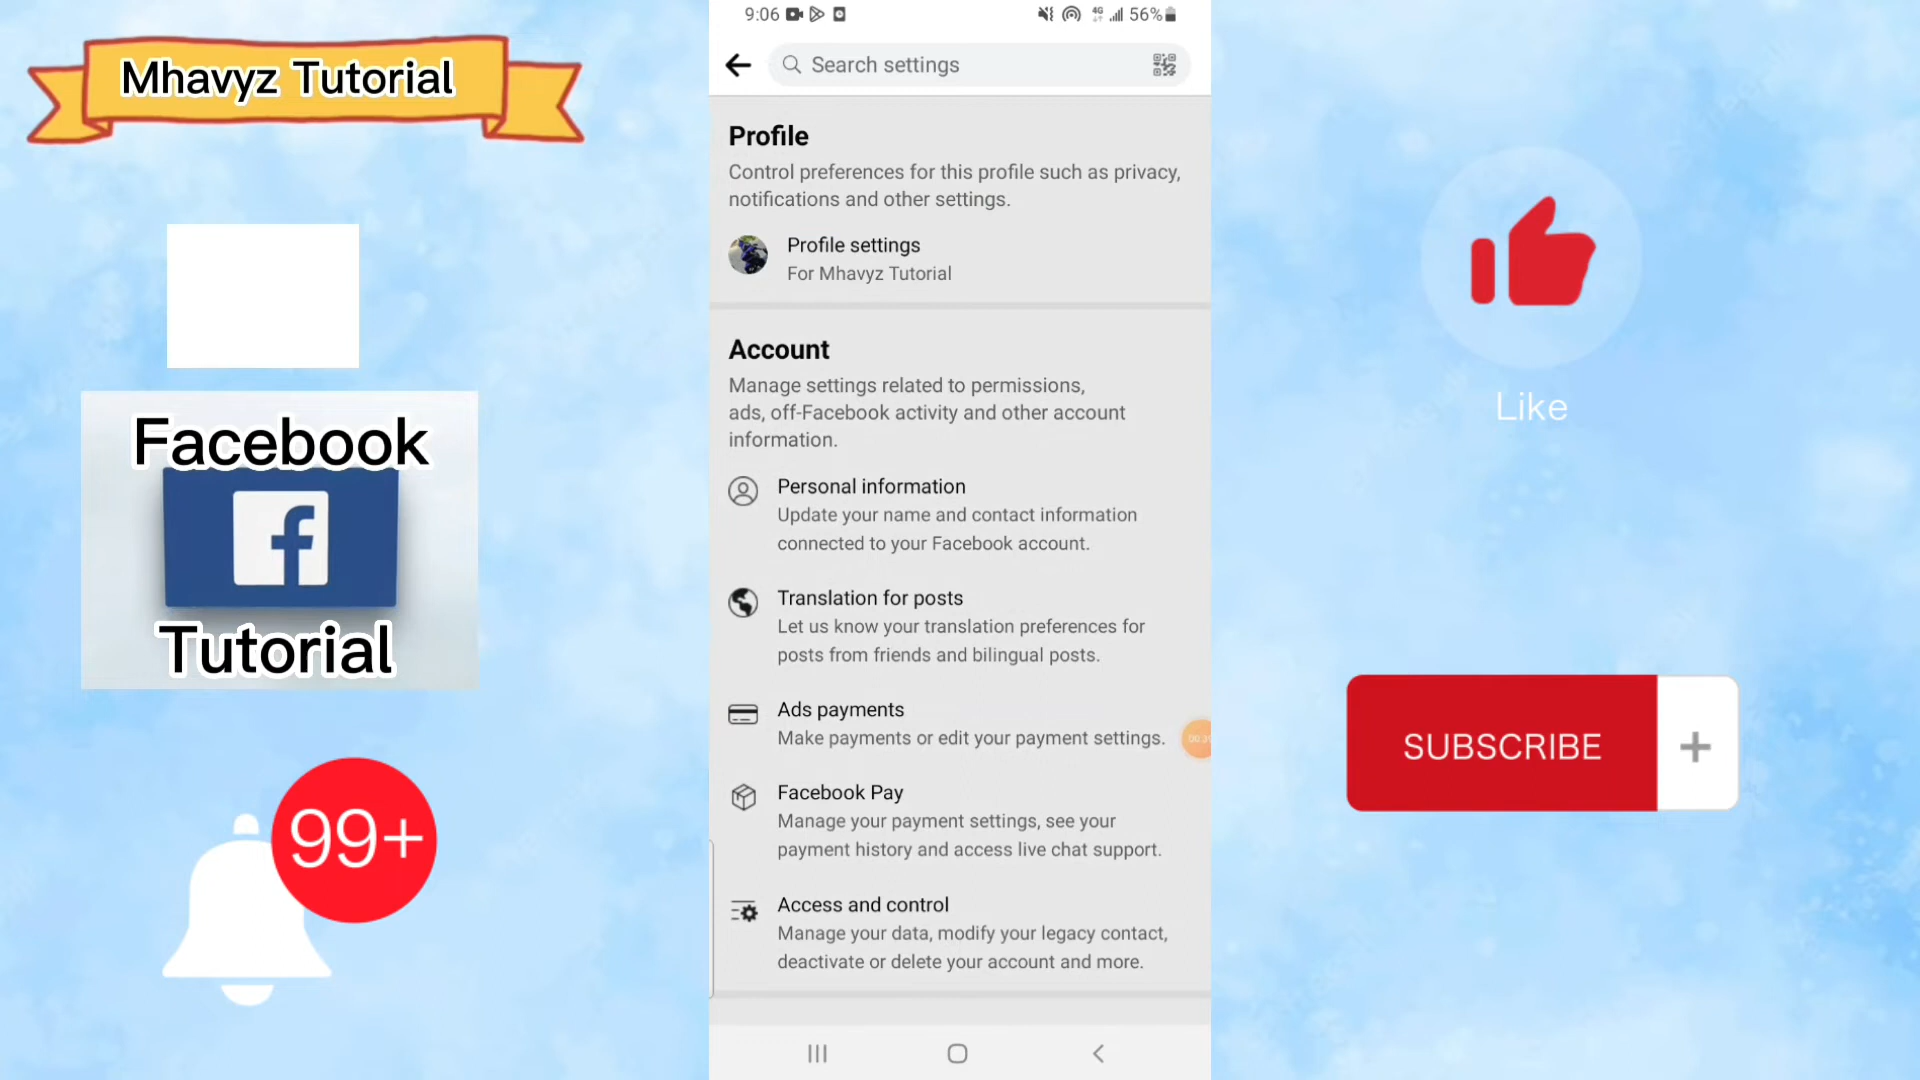 Mhavyz Tutorial
Facebook
Tutorial
99+
9:06
4G
56%
Search settings
Profile
Control preferences for this profile such as privacy,
notifications and other settings.
Profile settings
For Mhavyz Tutorial
Account
Manage settings related to permissions,
ads, off-Facebook activity and other account
information.
Personal information
Update your name and contact information
connected to your Facebook account.
Translation for posts
Let us know your translation preferences for
posts from friends and bilingual posts.
Ads payments
Make payments or edit your payment settings.
Facebook Pay
Manage your payment settings, see your
payment history and access live chat support.
Access and control
Manage your data, modify your legacy contact,
deactivate or delete your account and more.
Like
SUBSCRIBE +